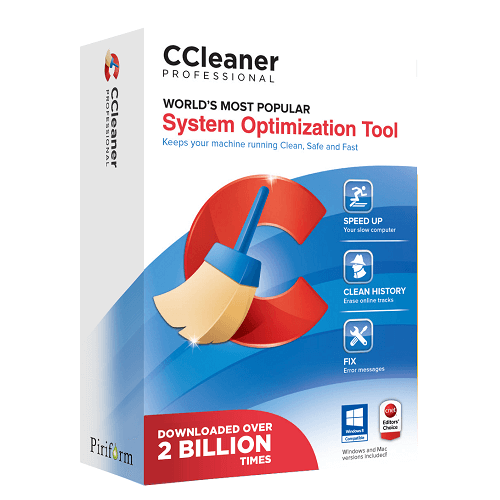 CCleaner
PROFESSIONAL
CCleaner
PROFESSIONAL
WORLD'S MOST POPULAR
System Optimization Tool
Keeps your machine running Clean, Safe and Fast
SPEED UP
Your slow computer
CLEAN HISTORY
Erase online tracks
FIX
Error messages
DOWNLOADED OVER
2 BILLION
TIMES
Windows 8
Compatible
cnet
Editors'
Choice
Windows and Mac
versions included!
Piriform